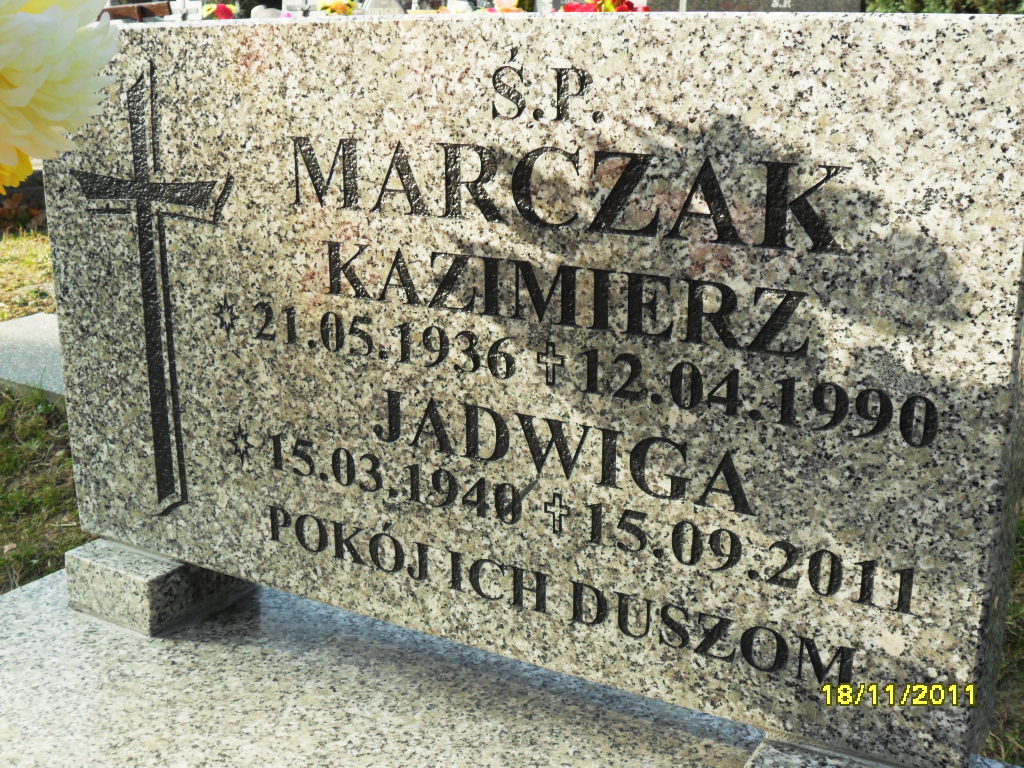 Ś.P.
MARCZAK
KAZIMIERZ
21.05.1936 12.04.1990
JADWIGA
15.03.1940 15.09.2011
POKÓJ ICH DUSZOM
18/11/2011